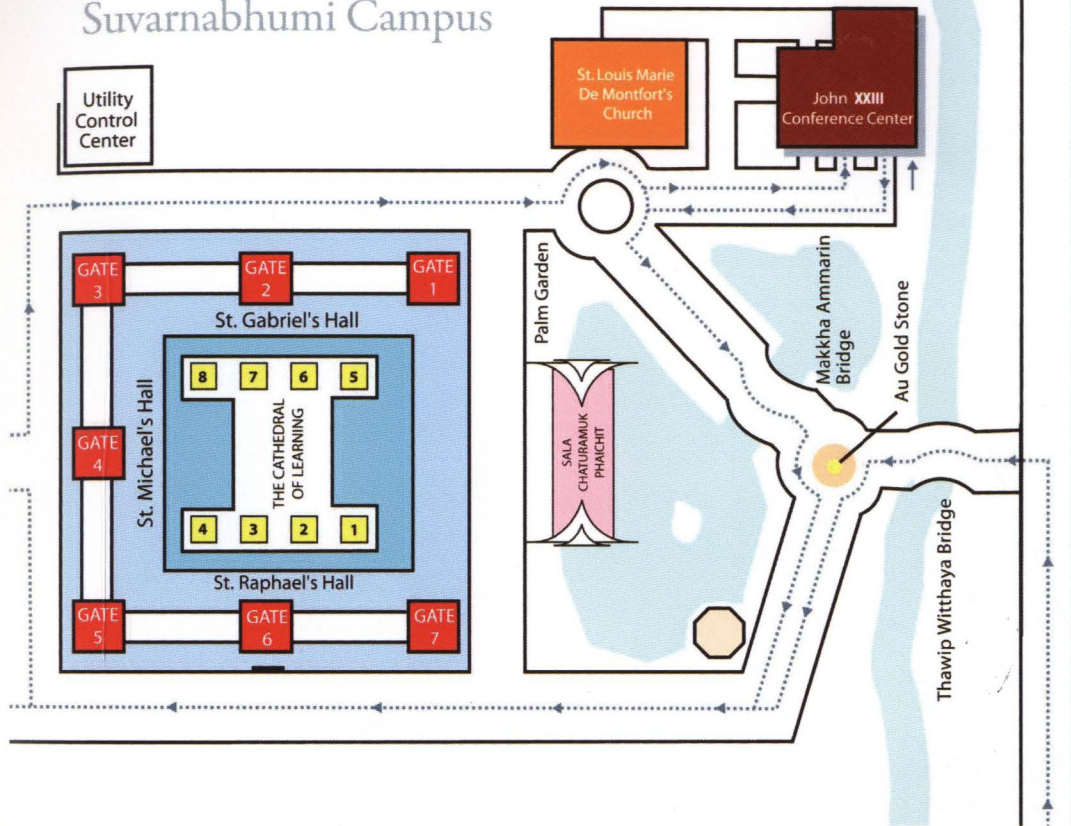 Suvarnabhumi Campus
Utility
Control
Center
St. Louis Marie
De Montfort's
Church
John XXIII
Conference Center
GATE
3
GATE
2
GATE
1
St. Gabriel's Hall
Palm Garden
Makkha Ammarin
Bridge
Au Gold Stone
8
7
6
5
St. Michael's Hall
GATE
4
THE CATHEDRAL
OF LEARNING
SALA
CHATURAMUK
PHAICHIT
4
3
2
1
St. Raphael's Hall
GATE
5
GATE
6
GATE
7
Thawip Witthaya Bridge